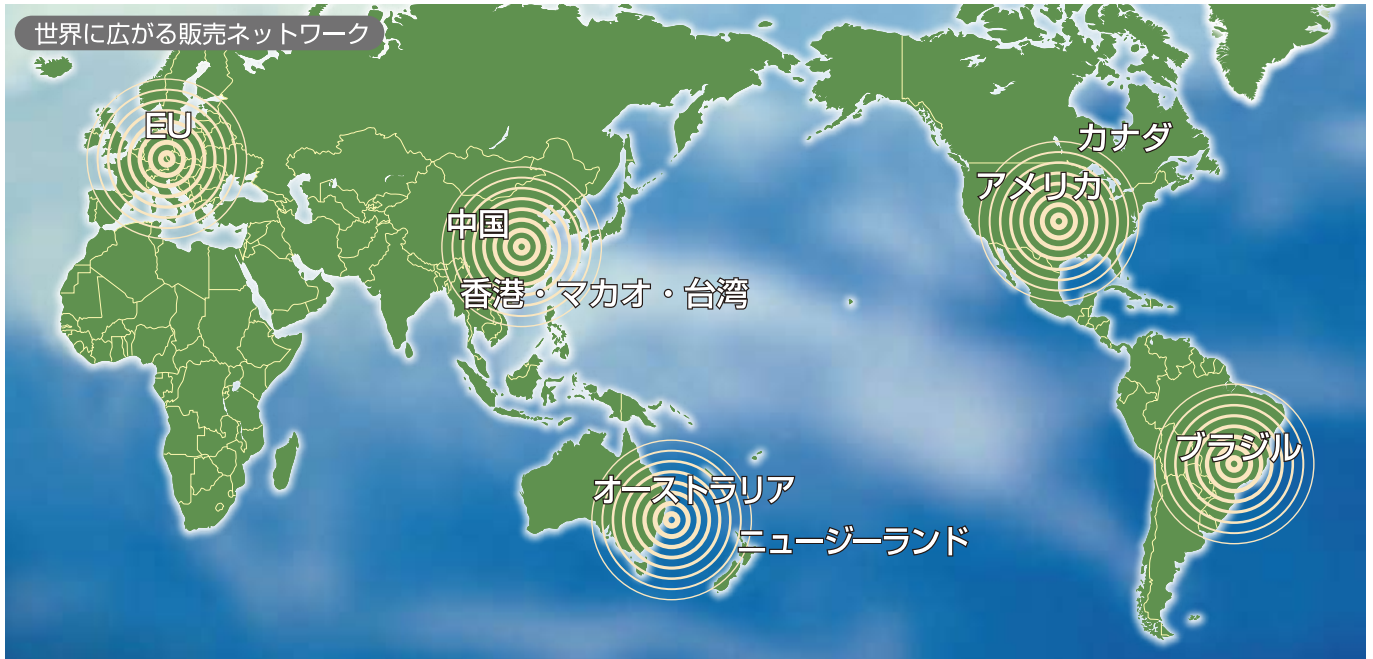 世界に広がる販売ネットワーク
EU
カナダ
アメリカ
中国
香港・マカオ・台湾
ブラジル
オーストラリア
ニュージーランド